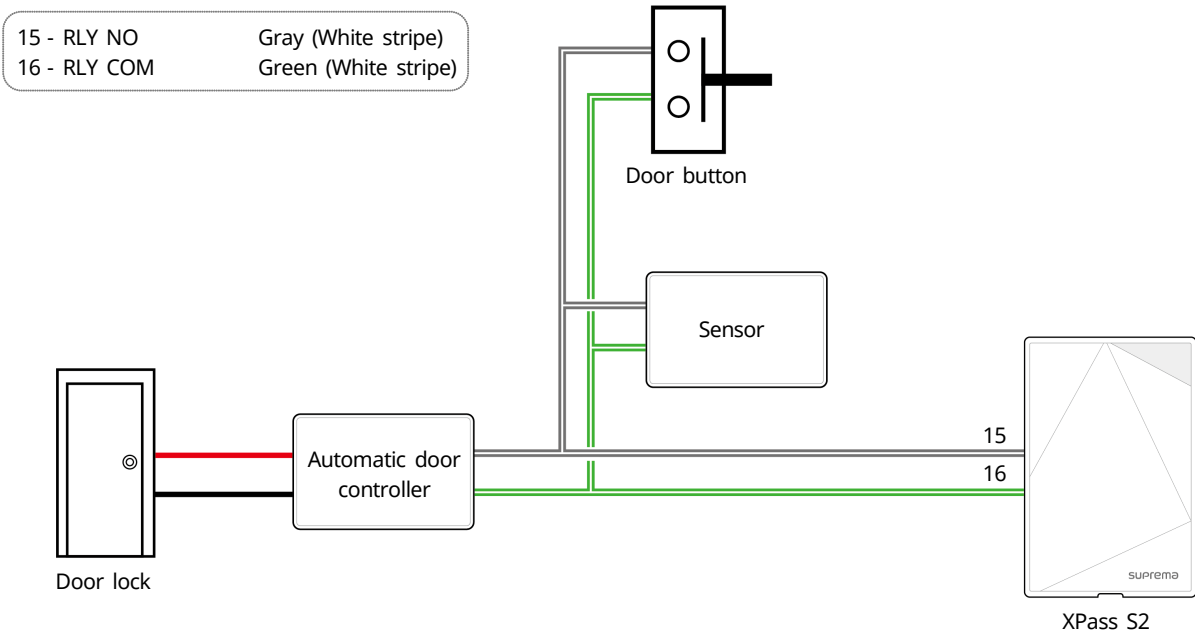 15 - RLY NO Gray (White stripe)
16 - RLY COM Green (White stripe)
Door button
Sensor
15
16
Automatic door
controller
Door lock
suprema
XPass S2